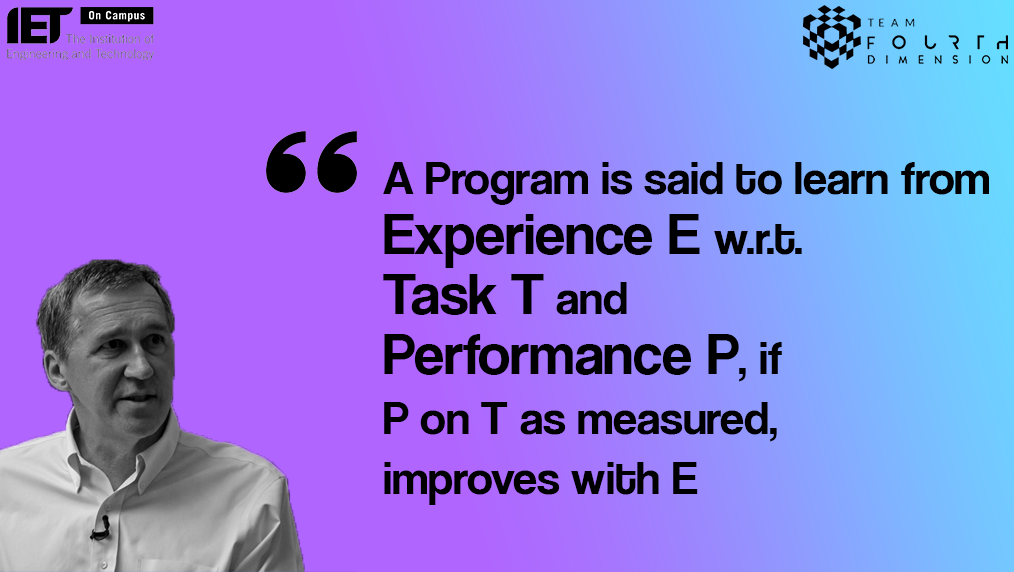 IET On Campus
The Institution of
Engineering and Technology
TEAM
FOURTH
DIMENSION
“
A Program is said to learn from
Experience E w.r.t.
Task T and
Performance P, if
P on T as measured,
improves with E